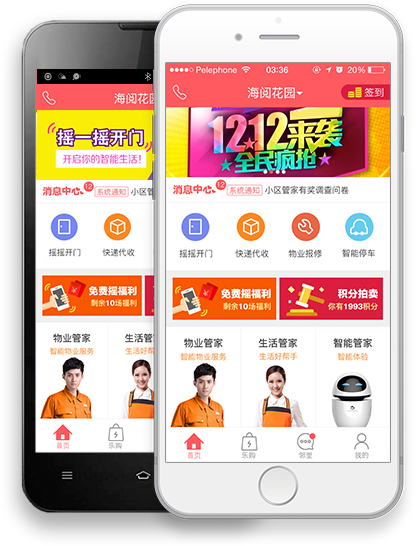 海阅花园
摇一摇开门
开启你的智能生活!
消息中心 12 系统通知 小区管
摇摇开门 快递代收
免费摇福利
剩余10场福利
物业管家 生活管家
智能物业服务 生活好帮手
首页 乐购
Pelephone 03:36 20%
海阅花园 签到
1212来袭
全民疯抢
消息中心 12 系统通知 小区管家有奖调查问卷
摇摇开门 快递代收 物业报修 智能停车
免费摇福利 积分拍卖
剩余10场福利 你有1993积分
物业管家 生活管家 智能管家
智能物业服务 生活好帮手 智能体验
首页 乐购 邻里 我的